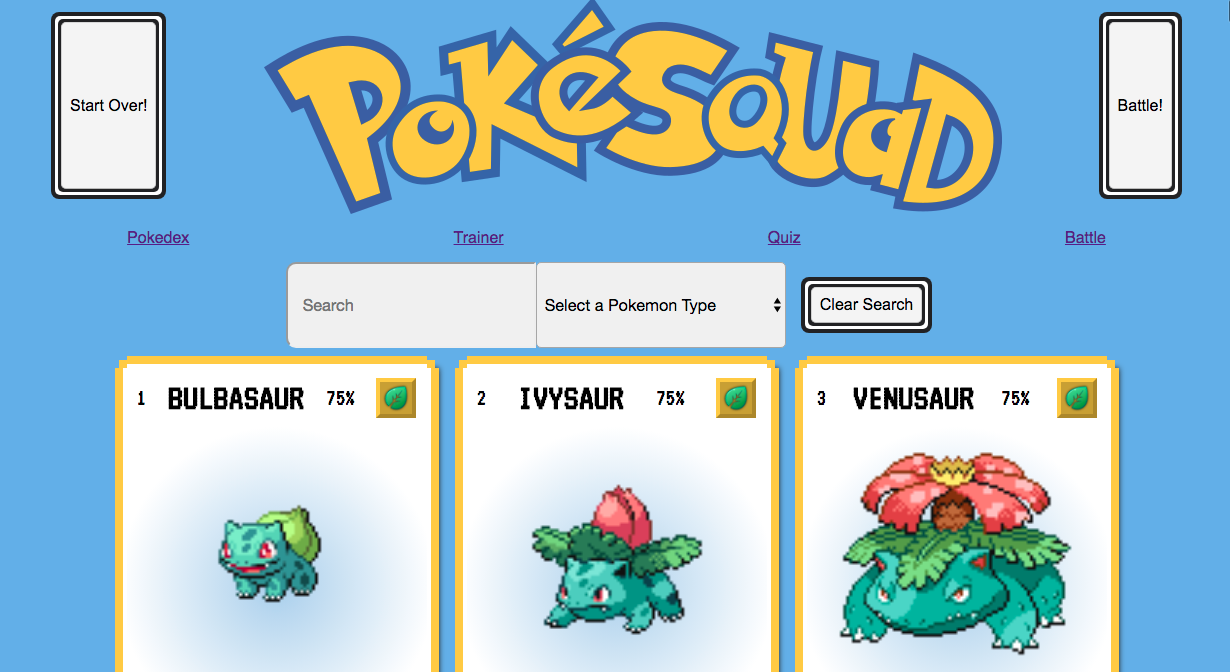 Start Over!
PokéSquaD
Battle!
Pokedex Trainer Quiz Battle
Search Select a Pokemon Type Clear Search
1 BULBASAUR 75% 2 IVYSAUR 75% 3 VENUSAUR 75%